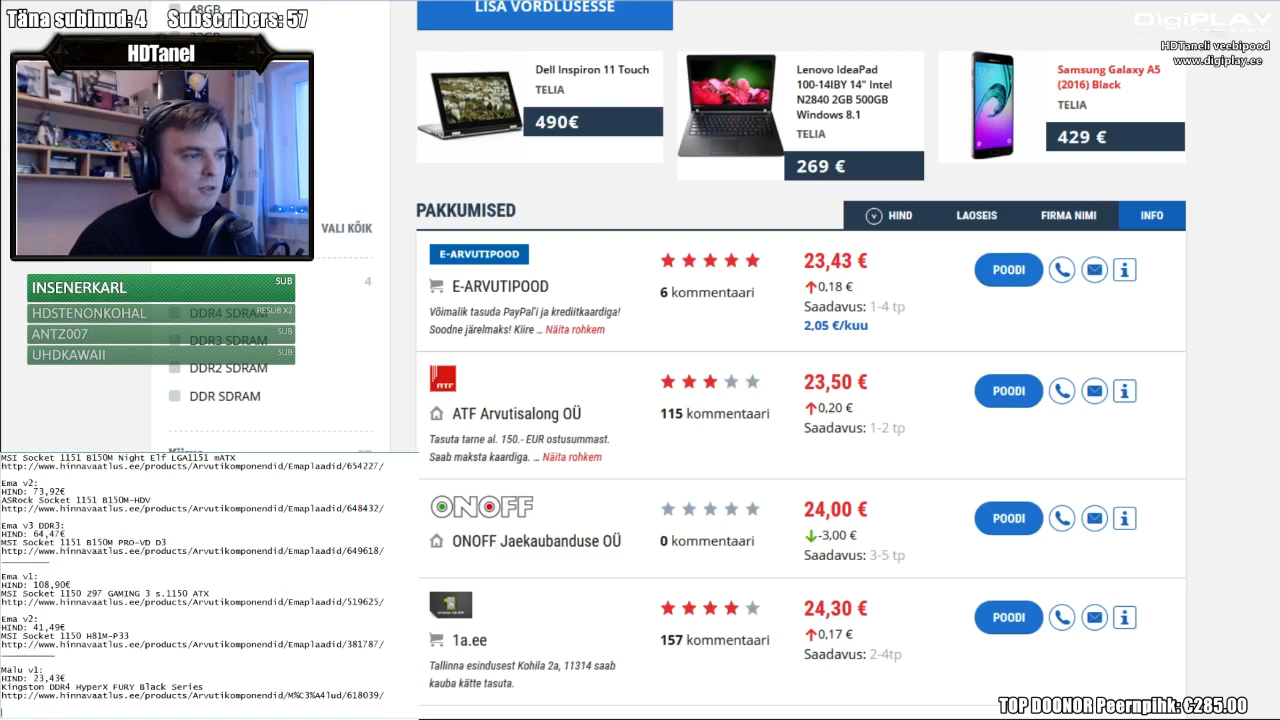 Täna subinud: 4
Subscribers: 57
HDTanel
48GB
VALI KÕIK
INSENERKARL SUB
HDSTENONKOHAL RESUB X2
ANTZ007 SUB
UHDKAWAII SUB
4
DDR4 SDRAM
DDR3 SDRAM
DDR2 SDRAM
DDR SDRAM
MSI Socket 1151 B150M Night Elf LGA1151 mATX
http://www.hinnavaatlus.ee/products/Arvutikomponendid/Emaplaadid/654227/
Ema v2:
HIND: 73,92€
ASRock Socket 1151 B150M-HDV
http://www.hinnavaatlus.ee/products/Arvutikomponendid/Emaplaadid/648432/
Ema v3 DDR3:
HIND: 64,47€
MSI Socket 1151 B150M PRO-VD D3
http://www.hinnavaatlus.ee/products/Arvutikomponendid/Emaplaadid/649618/
Ema v1:
HIND: 108,90€
MSI Socket 1150 Z97 GAMING 3 s.1150 ATX
http://www.hinnavaatlus.ee/products/Arvutikomponendid/Emaplaadid/519625/
Ema v2:
HIND: 41,49€
MSI Socket 1150 H81M-P33
http://www.hinnavaatlus.ee/products/Arvutikomponendid/Emaplaadid/381787/
Mälu v1:
HIND: 23,43€
Kingston DDR4 HyperX FURY Black Series
http://www.hinnavaatlus.ee/products/Arvutikomponendid/M%C3%A4lud/618039/
LISA VÕRDLUSESSE
DigiPLAY
HDTaneli veebipood
www.digiplay.ee
Dell Inspiron 11 Touch
TELIA
490€
Lenovo IdeaPad
100-14IBY 14" Intel
N2840 2GB 500GB
Windows 8.1
TELIA
269 €
Samsung Galaxy A5
(2016) Black
TELIA
429 €
PAKKUMISED
HIND LAOSEIS FIRMA NIMI INFO
E-ARVUTIPOOD
E-ARVUTIPOOD
Võimalik tasuda PayPal'i ja krediitkaardiga!
Soodne järelmaks! Kiire ... Näita rohkem
6 kommentaari
23,43 €
0,18 €
Saadavus: 1-4 tp
2,05 €/kuu
POODI
ATF
ATF Arvutisalong OÜ
Tasuta tarne al. 150.- EUR ostusummast.
Saab maksta kaardiga. ... Näita rohkem
115 kommentaari
23,50 €
0,20 €
Saadavus: 1-2 tp
POODI
ONOFF
ONOFF Jaekaubanduse OÜ
0 kommentaari
24,00 €
-3,00 €
Saadavus: 3-5 tp
POODI
1a.ee
Tallinna esindusest Kohila 2a, 11314 saab
kauba kätte tasuta.
157 kommentaari
24,30 €
0,17 €
Saadavus: 2-4tp
POODI
TOP DOONOR Peernpihk: €285.00